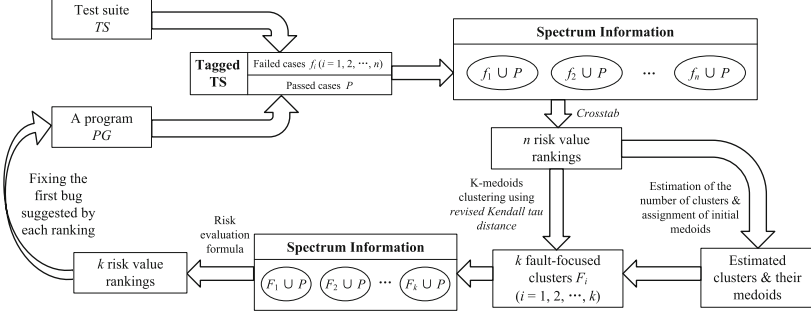 Test suite
TS
Tagged
TS
Failed cases fᵢ (i = 1, 2, ⋯, n)
Passed cases P
Spectrum Information
f₁ ∪ P
f₂ ∪ P
⋯
fₙ ∪ P
A program
PG
Crosstab
n risk value
rankings
Fixing the
first bug
suggested by
each ranking
K-medoids
clustering using
revised Kendall tau
distance
Estimation of the
number of clusters &
assignment of initial
medoids
Risk
evaluation
formula
k risk value
rankings
Spectrum Information
F₁ ∪ P
F₂ ∪ P
⋯
Fₖ ∪ P
k fault-focused
clusters Fᵢ
(i = 1, 2, ⋯, k)
Estimated
clusters & their
medoids